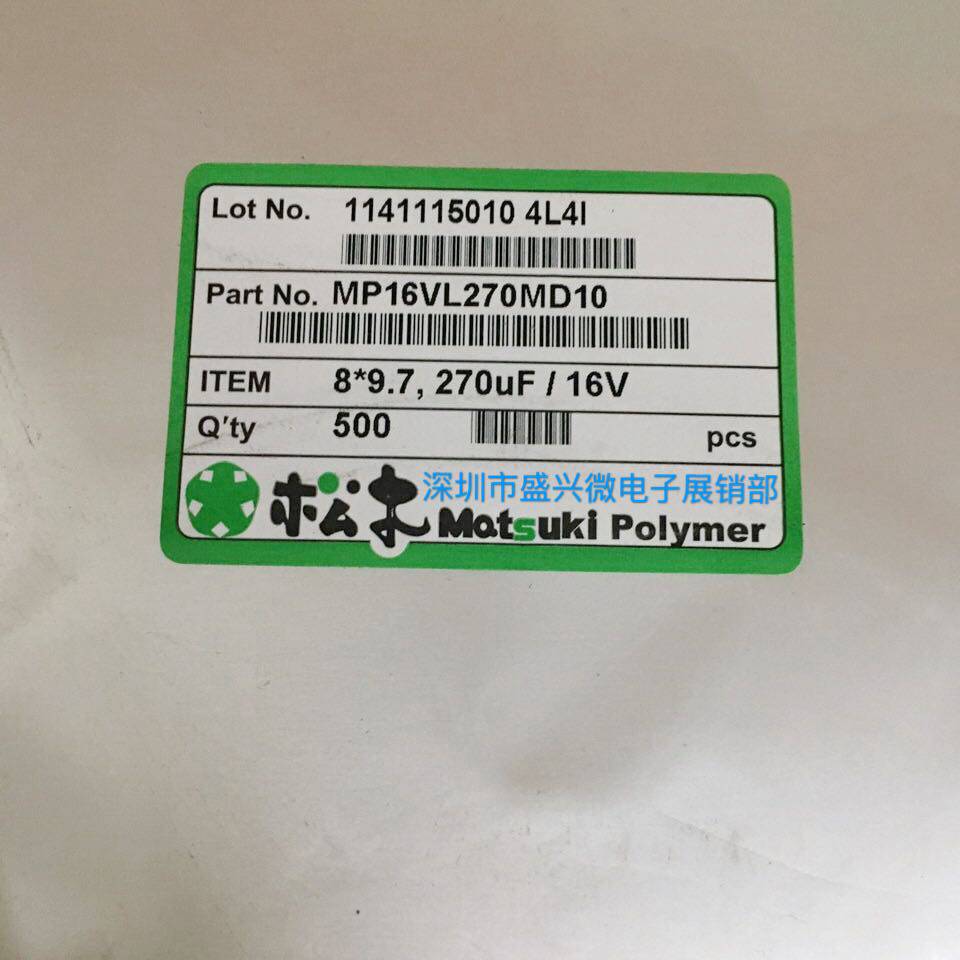 Lot No. 1141115010 4L4I
Part No. MP16VL270MD10
ITEM 8*9.7, 270uF / 16V
Q'ty 500 pcs
深圳市盛兴微电子展销部
松木 Matsuki Polymer